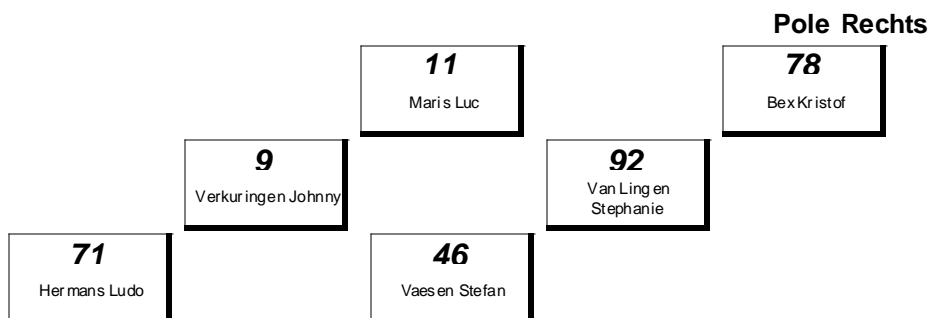 Pole Rechts
11
Maris Luc
78
Bex Kristof
9
Verkuringen Johnny
92
Van Lingen
Stephanie
71
Hermans Ludo
46
Vaesen Stefan